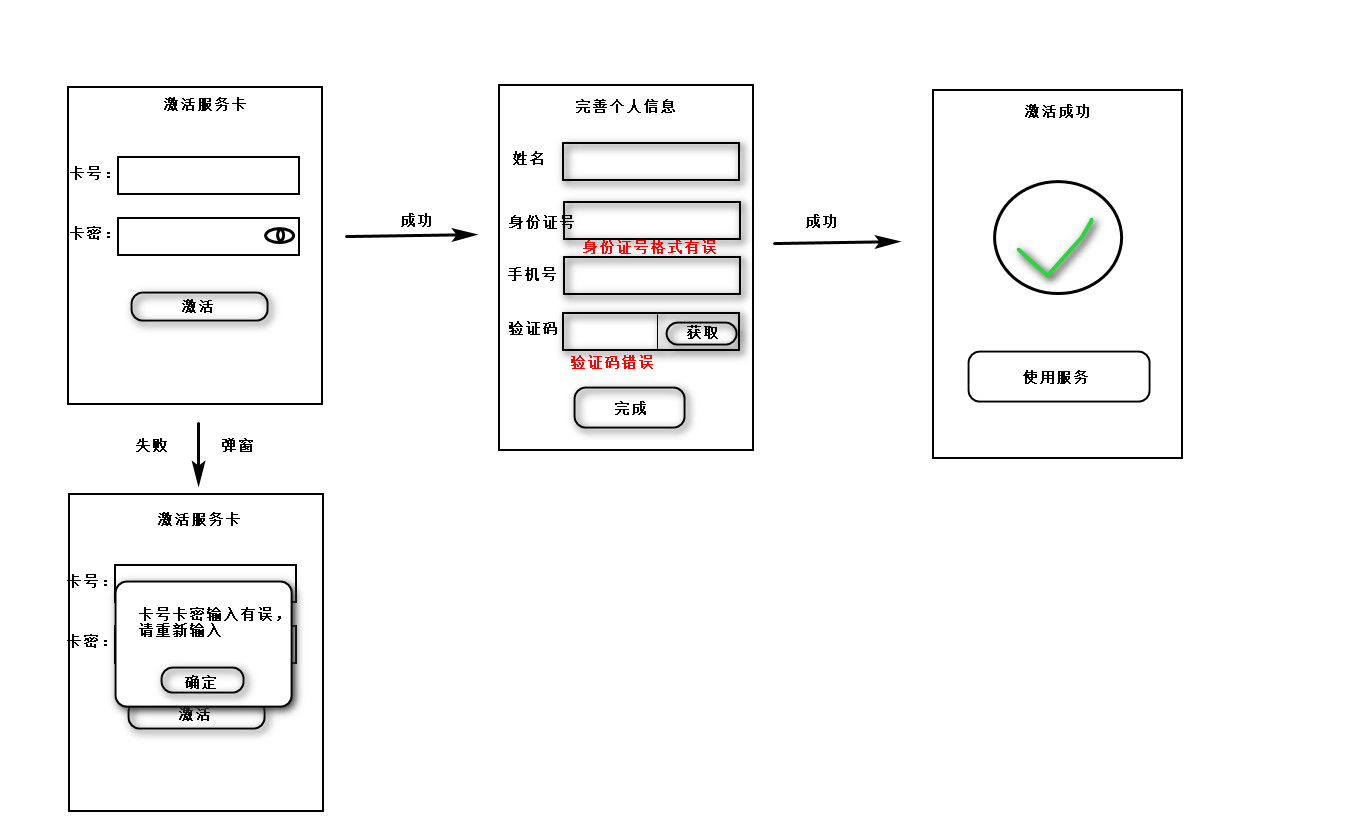 激活服务卡
卡号：
卡密：
激活
成功
完善个人信息
姓名
身份证号
身份证号格式有误
手机号
验证码
获取
验证码错误
完成
成功
激活成功
使用服务
失败
弹窗
激活服务卡
卡号：
卡密：
卡号卡密输入有误，
请重新输入
确定
激活